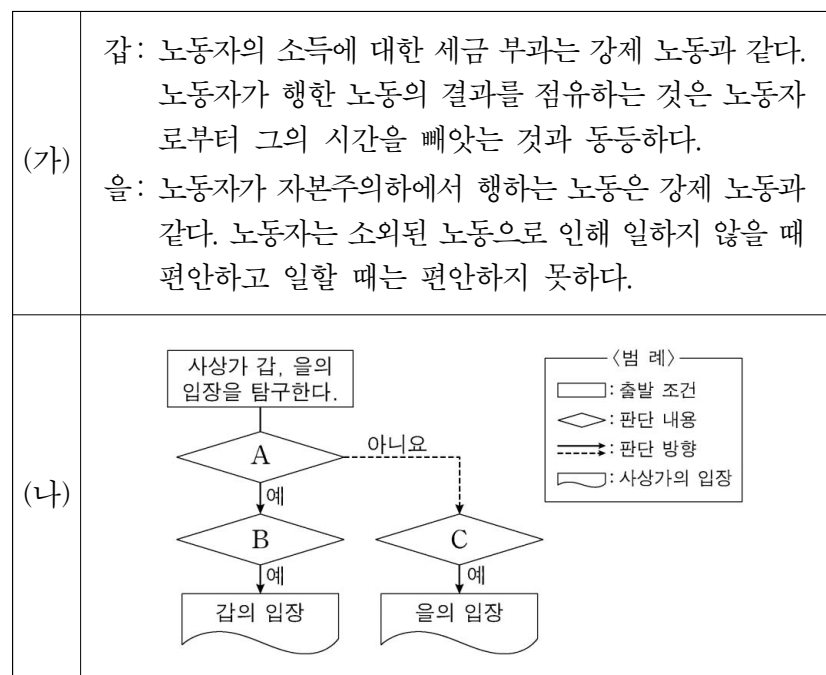 (가)
갑: 노동자의 소득에 대한 세금 부과는 강제 노동과 같다.
노동자가 행한 노동의 결과를 점유하는 것은 노동자
로부터 그의 시간을 빼앗는 것과 동등하다.
을: 노동자가 자본주의하에서 행하는 노동은 강제 노동과
같다. 노동자는 소외된 노동으로 인해 일하지 않을 때
편안하고 일할 때는 편안하지 못하다.
(나)
사상가 갑, 을의
입장을 탐구한다.
A
아니요
예
B
C
예
예
갑의 입장
을의 입장
<범 례>
: 출발 조건
: 판단 내용
: 판단 방향
: 사상가의 입장